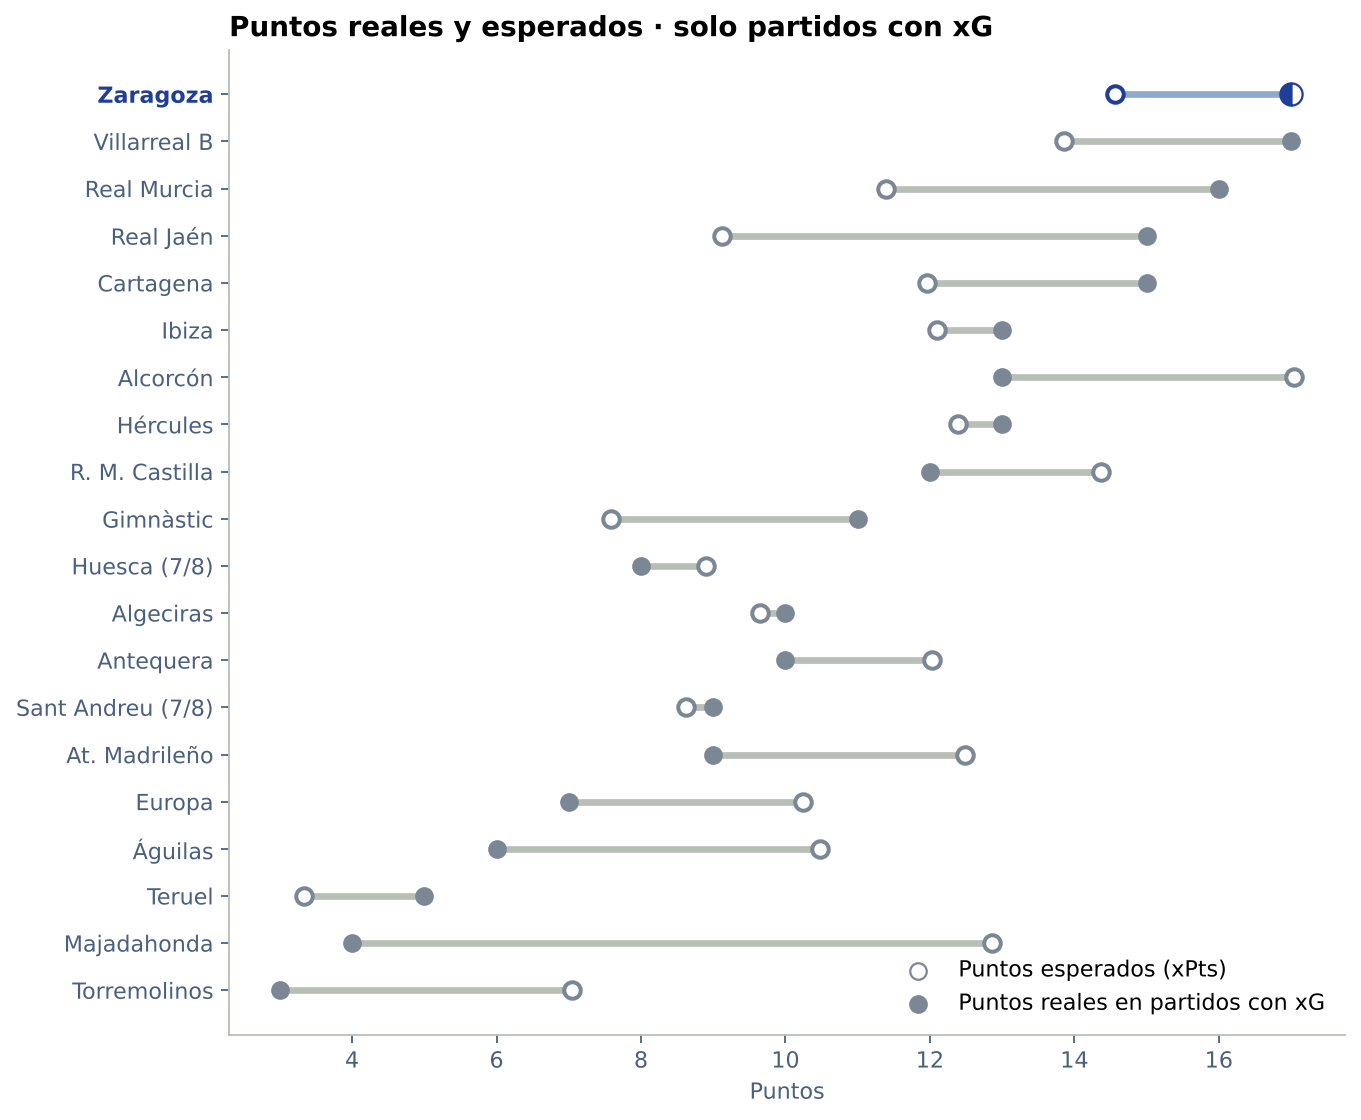 Puntos reales y esperados · solo partidos con xG
Zaragoza
Villarreal B
Real Murcia
Real Jaén
Cartagena
Ibiza
Alcorcón
Hércules
R. M. Castilla
Gimnàstic
Huesca (7/8)
Algeciras
Antequera
Sant Andreu (7/8)
At. Madrileño
Europa
Águilas
Teruel
Majadahonda
Torremolinos
Puntos esperados (xPts)
Puntos reales en partidos con xG
4 6 8 10 12 14 16
Puntos